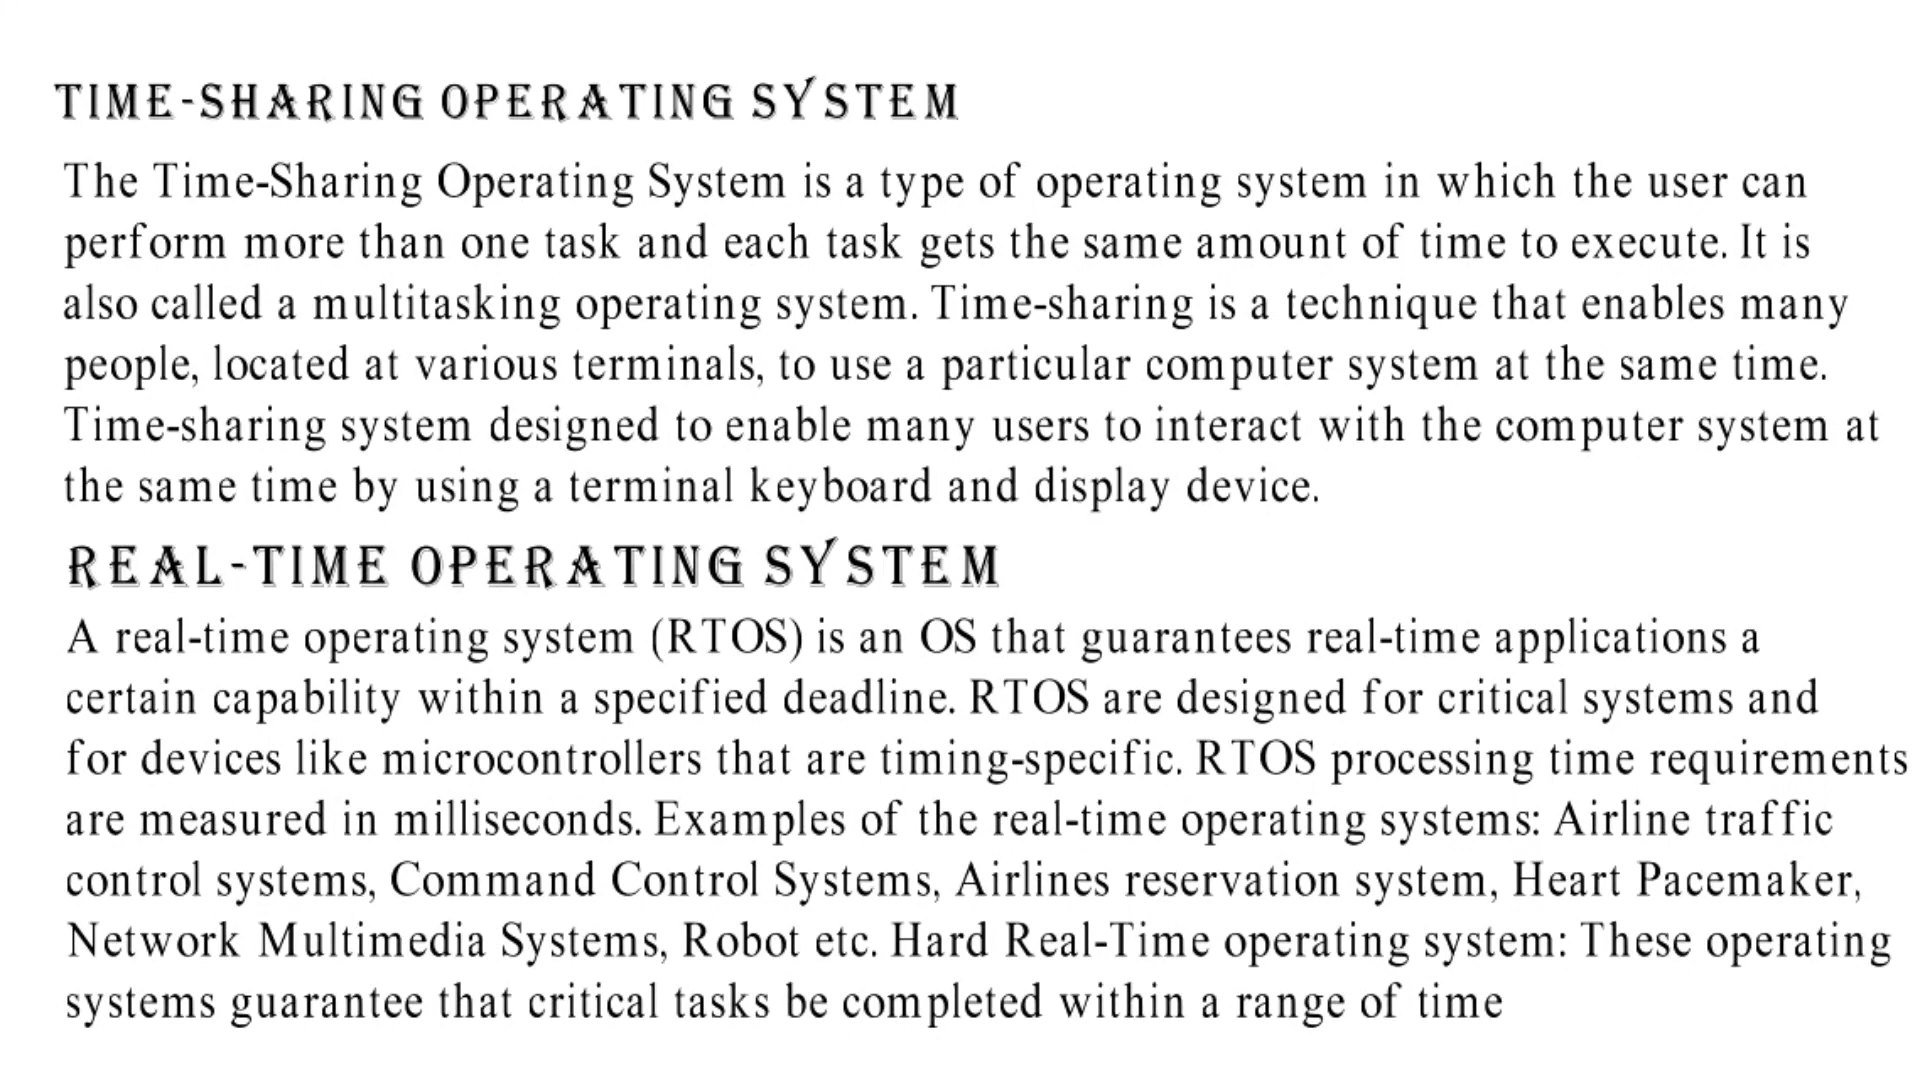 TIME-SHARING OPERATING SYSTEM
The Time-Sharing Operating System is a type of operating system in which the user can
perform more than one task and each task gets the same amount of time to execute. It is
also called a multitasking operating system. Time-sharing is a technique that enables many
people, located at various terminals, to use a particular computer system at the same time.
Time-sharing system designed to enable many users to interact with the computer system at
the same time by using a terminal keyboard and display device.
REAL-TIME OPERATING SYSTEM
A real-time operating system (RTOS) is an OS that guarantees real-time applications a
certain capability within a specified deadline. RTOS are designed for critical systems and
for devices like microcontrollers that are timing-specific. RTOS processing time requirements
are measured in milliseconds. Examples of the real-time operating systems: Airline traffic
control systems, Command Control Systems, Airlines reservation system, Heart Pacemaker,
Network Multimedia Systems, Robot etc. Hard Real-Time operating system: These operating
systems guarantee that critical tasks be completed within a range of time